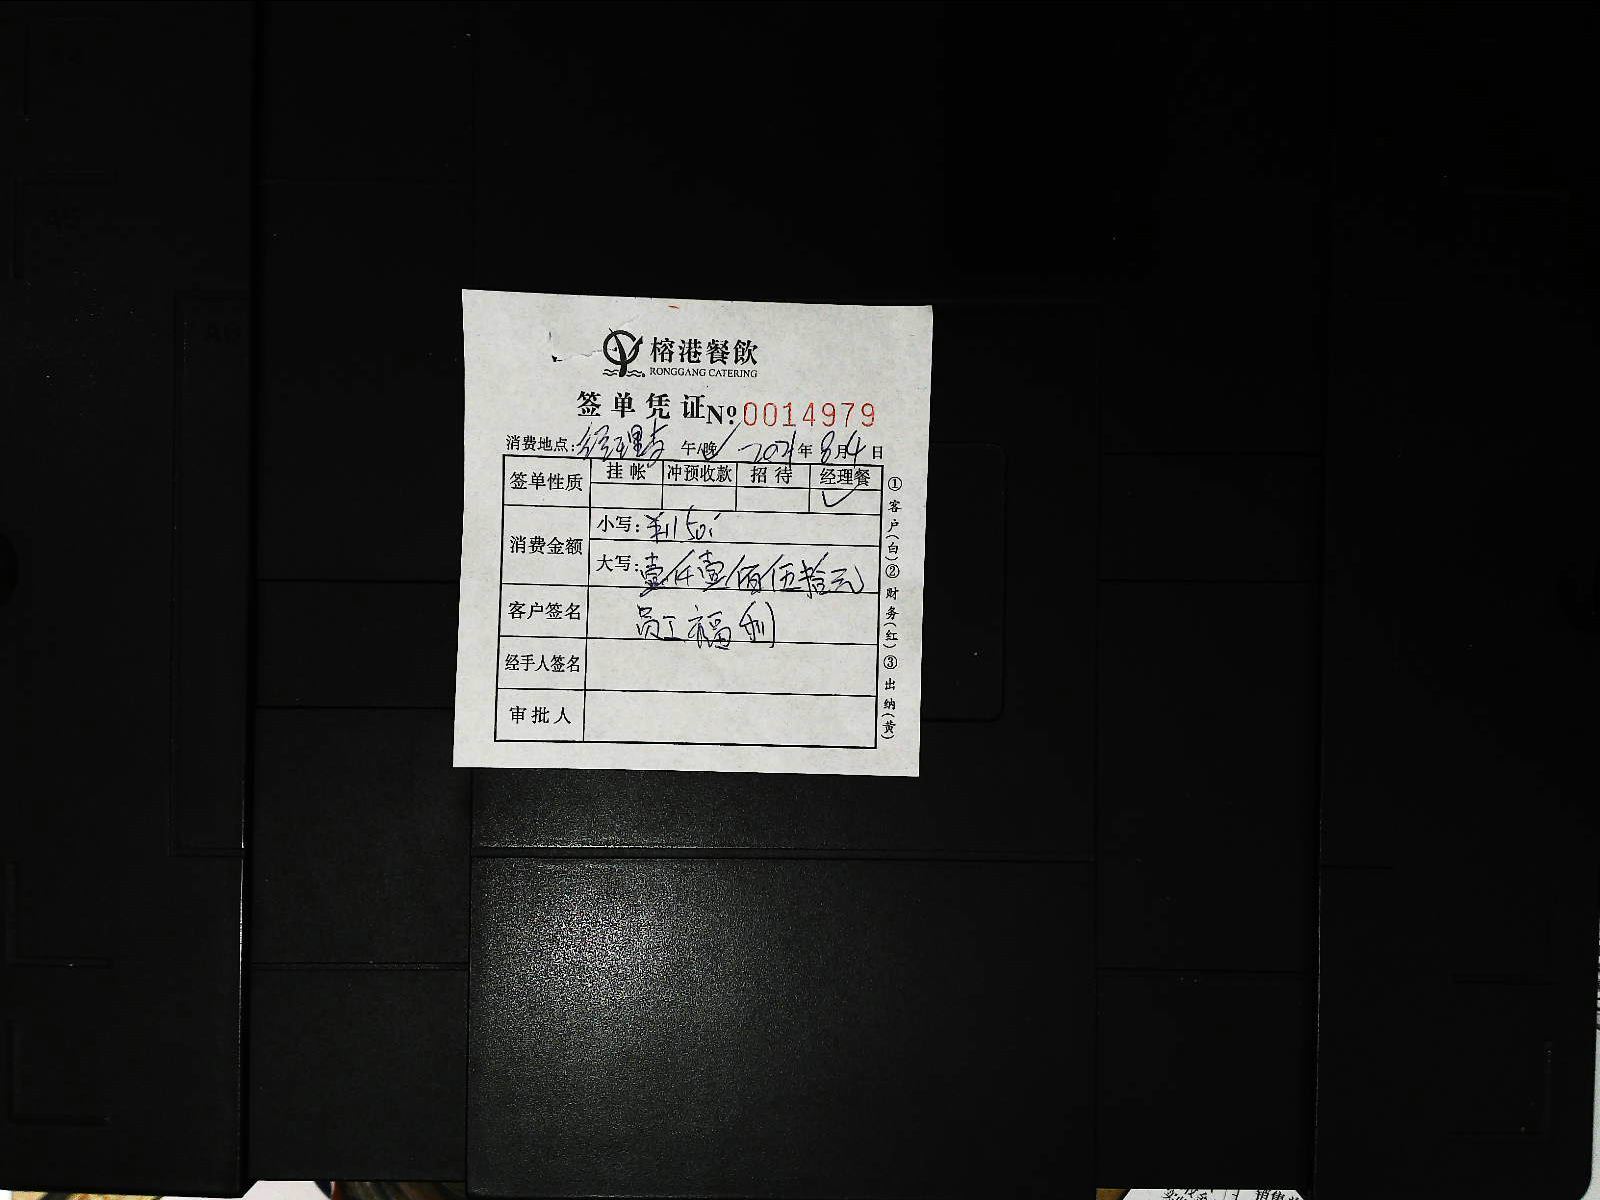 榕港餐飲
RONGGANG CATERING
签单凭证 Nº 0014979
消费地点: 经理 午/晚✓ 2021年8月4日
签单性质 挂帐 冲预收款 招待 经理餐
✓
消费金额 小写: ¥1150
大写: 壹仟壹佰伍拾元
客户签名 员工福利
经手人签名
审批人
①客户(白)②财务(红)③出纳(黄)